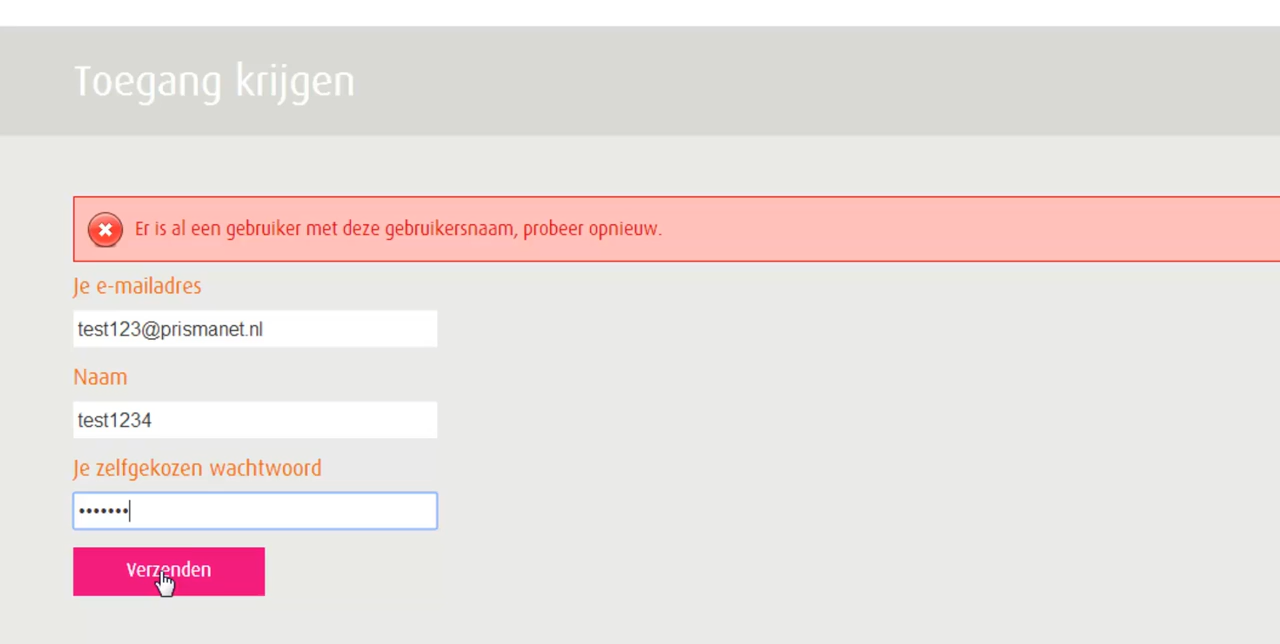 Toegang krijgen
Er is al een gebruiker met deze gebruikersnaam, probeer opnieuw.
Je e-mailadres
test123@prismanet.nl
Naam
test1234
Je zelfgekozen wachtwoord
•••••••
Verzenden